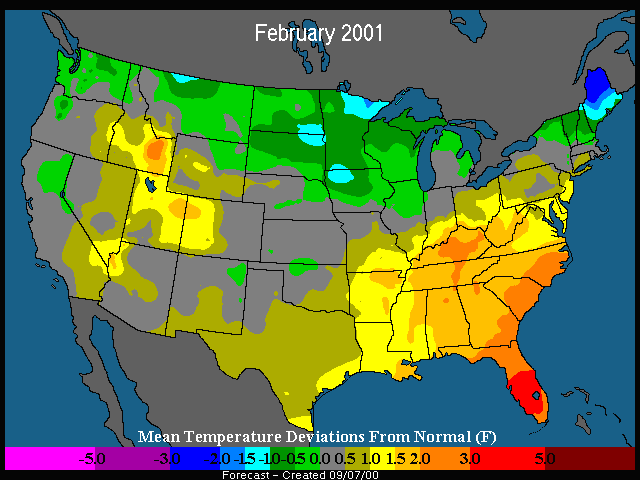 February 2001
Mean Temperature Deviations From Normal (F)
-5.0 -3.0 -2.0 -1.5 -1.0 -0.5 0.0 0.5 1.0 1.5 2.0 3.0 5.0
Forecast - Created 09/07/00